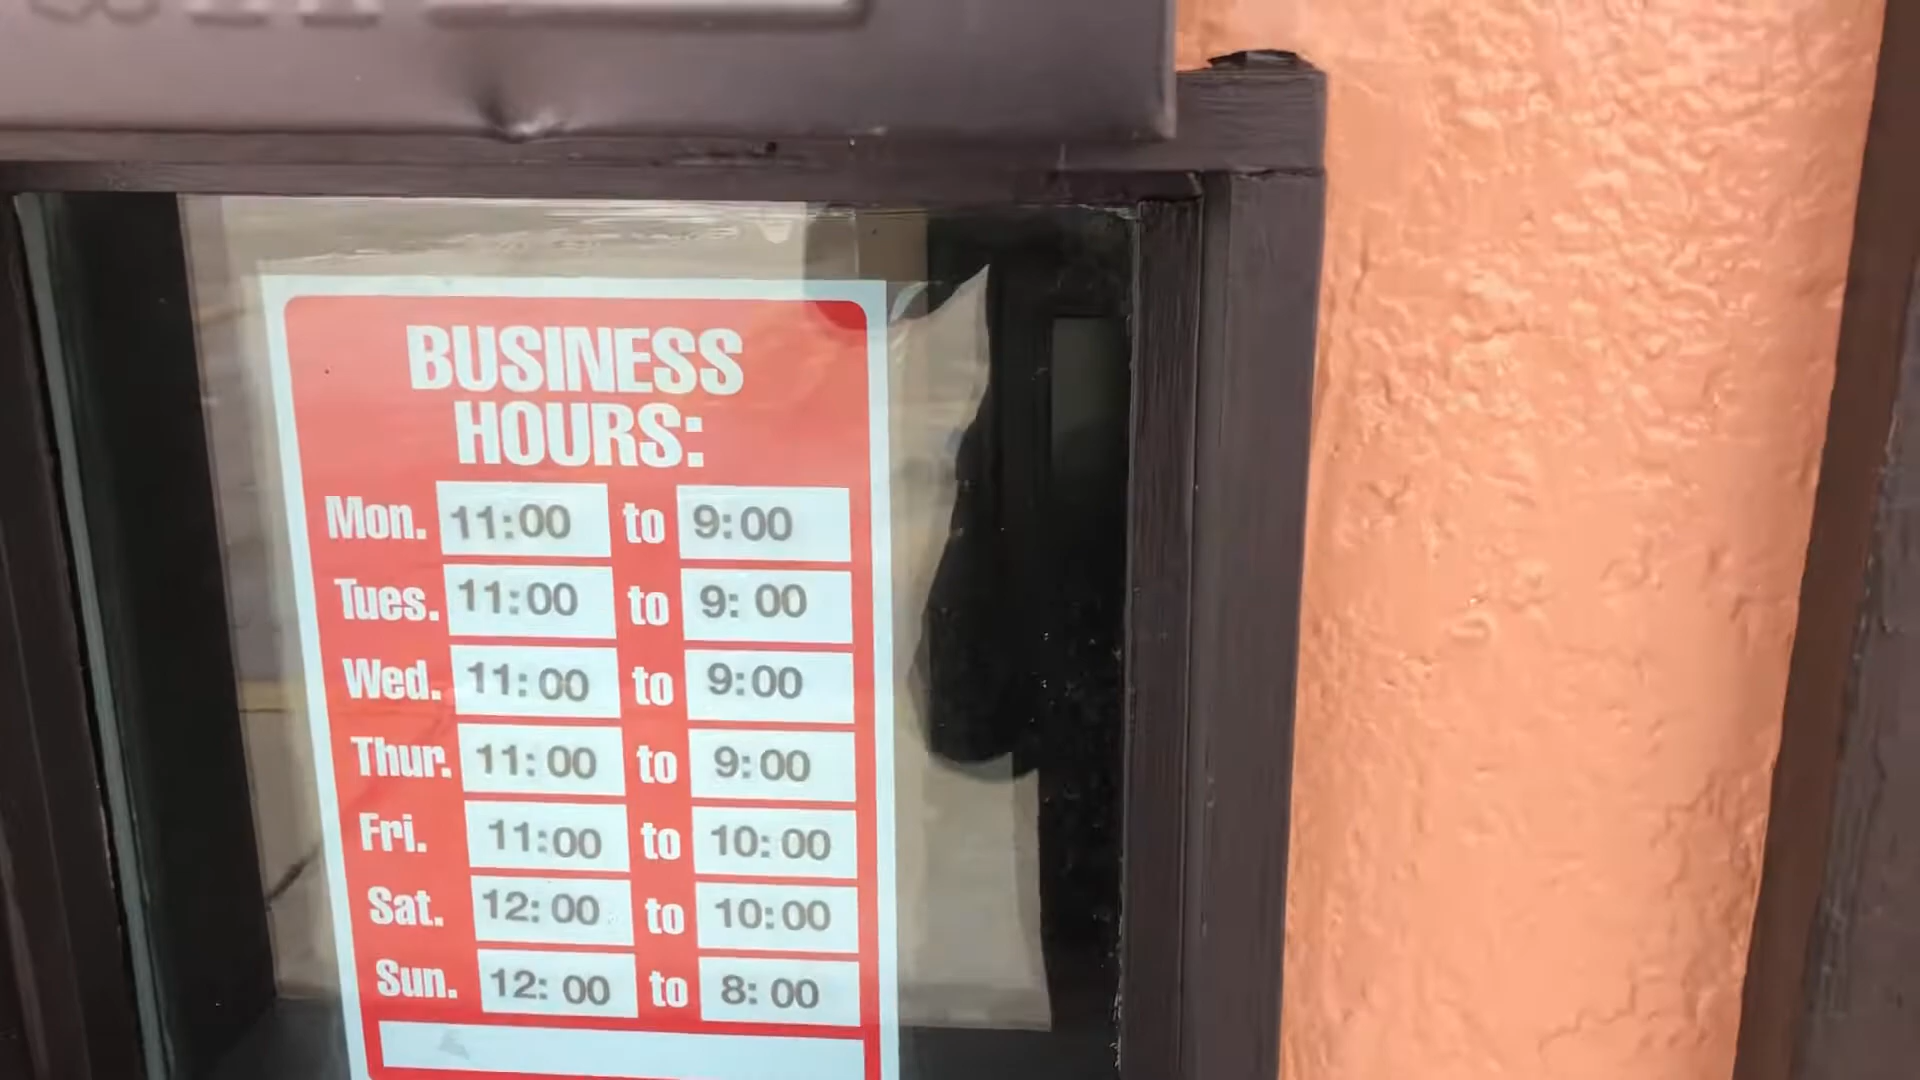 BUSINESS
HOURS:
Mon. 11:00 to 9:00
Tues. 11:00 to 9: 00
Wed. 11:00 to 9:00
Thur. 11: 00 to 9:00
Fri. 11:00 to 10: 00
Sat. 12: 00 to 10:00
Sun. 12: 00 to 8: 00